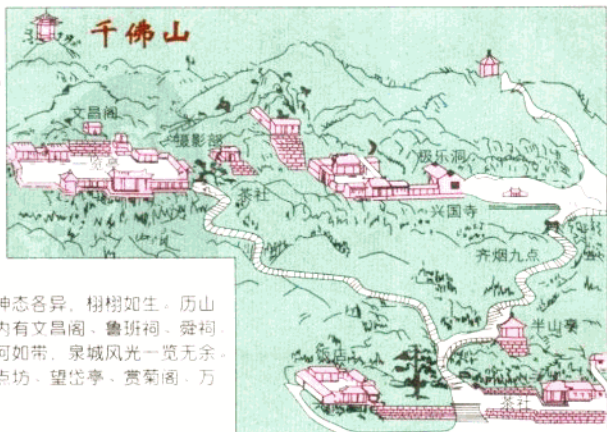 千佛山
文昌阁
摄影部
一览亭
极乐洞
茶社
兴国寺
齐烟九点
半山亭
饭店
茶社
神态各异，栩栩如生。历山
内有文昌阁、鲁班祠、舜祠
河如带，泉城风光一览无余。
点坊、望岱亭、赏菊阁、万